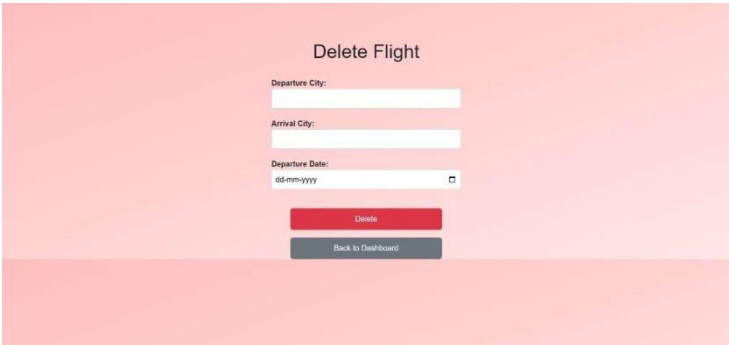 Delete Flight
Departure City:
Arrival City:
Departure Date:
dd-mm-yyyy
Delete
Back to Dashboard